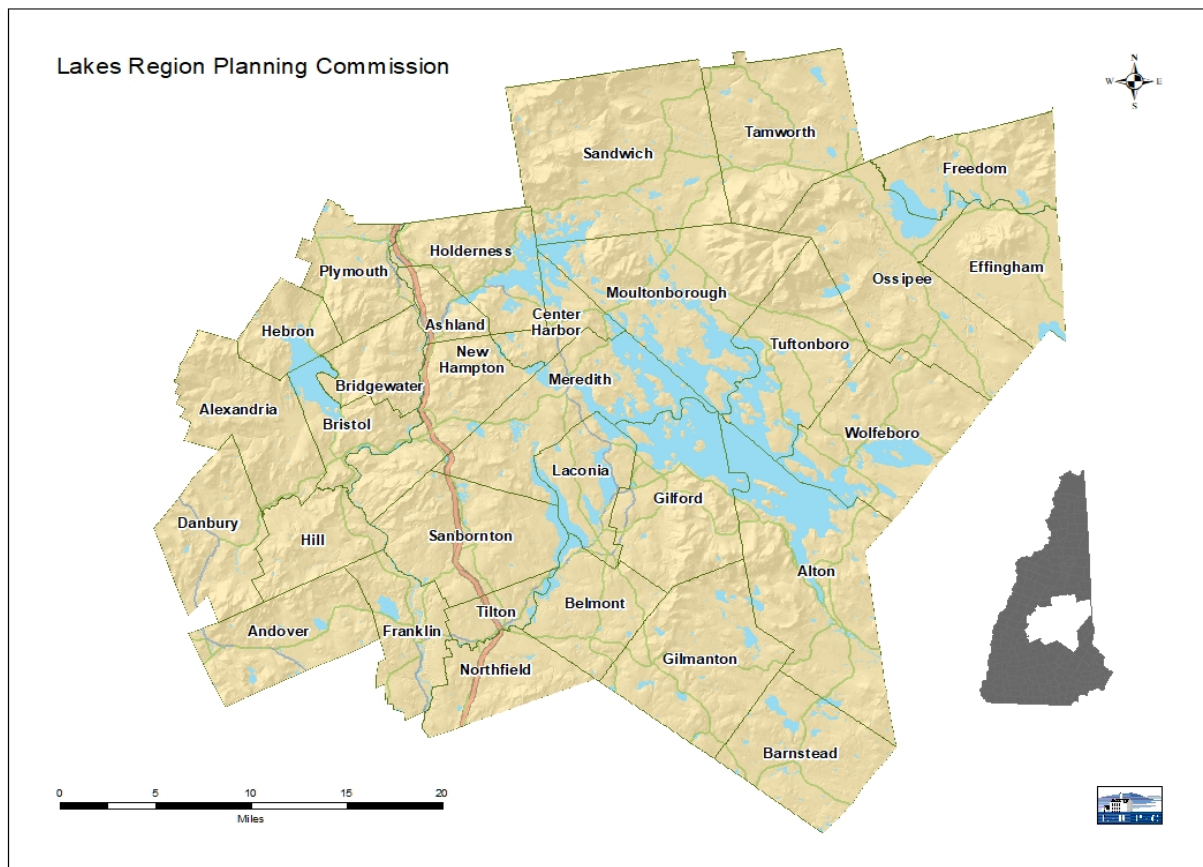 Lakes Region Planning Commission
N
W
E
S
Tamworth
Sandwich
Freedom
Holderness
Plymouth
Effingham
Ossipee
Moultonborough
Hebron
Ashland
Center
Harbor
Tuftonboro
New
Hampton
Meredith
Bridgewater
Alexandria
Bristol
Wolfeboro
Laconia
Gilford
Danbury
Hill
Sanbornton
Alton
Tilton
Belmont
Andover
Franklin
Gilmanton
Northfield
Barnstead
0 5 10 15 20
Miles
L R P C